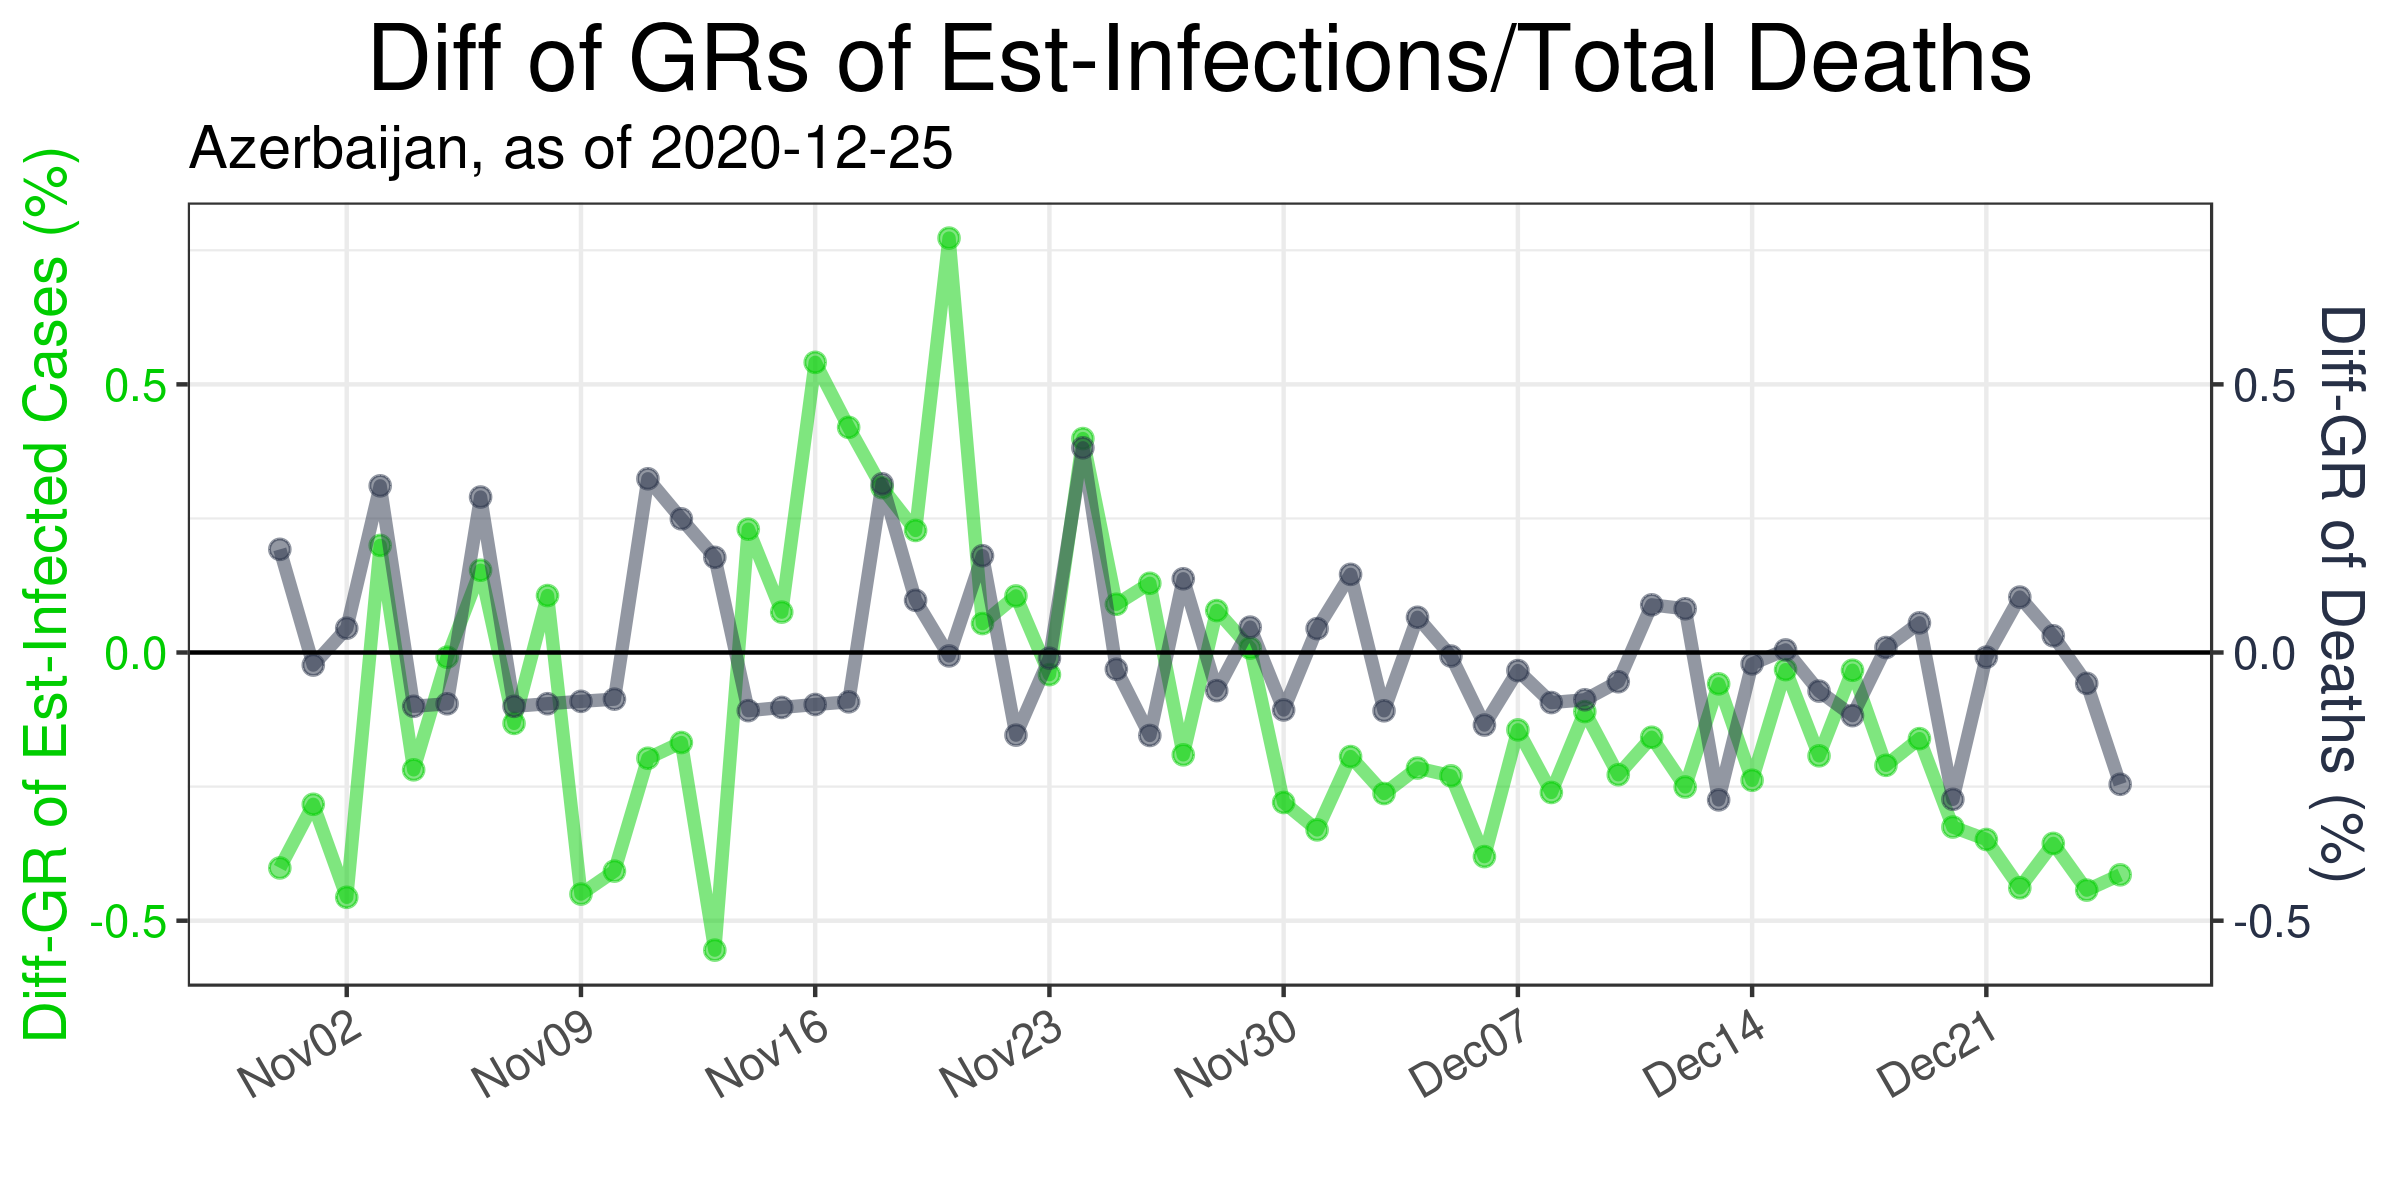 Diff of GRs of Est-Infections/Total Deaths
Azerbaijan, as of 2020-12-25
Diff-GR of Est-Infected Cases (%)
0.5
0.0
-0.5
0.5
0.0
-0.5
Diff-GR of Deaths (%)
Nov02
Nov09
Nov16
Nov23
Nov30
Dec07
Dec14
Dec21